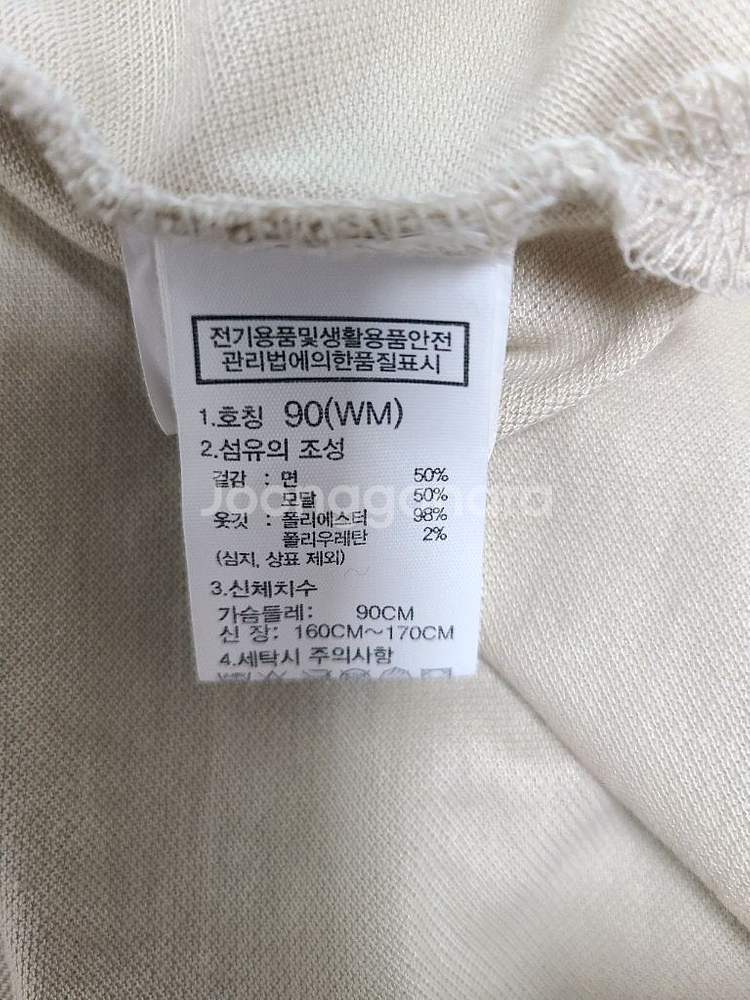 전기용품및생활용품안전
관리법에의한품질표시
1.호칭 90(WM)
2.섬유의 조성
겉감 : 면 50%
모달 50%
웃깃 : 폴리에스터 98%
폴리우레탄 2%
(심지, 상표 제외)
3.신체치수
가슴둘레: 90CM
신 장: 160CM~170CM
4.세탁시 주의사항
Joonggonara